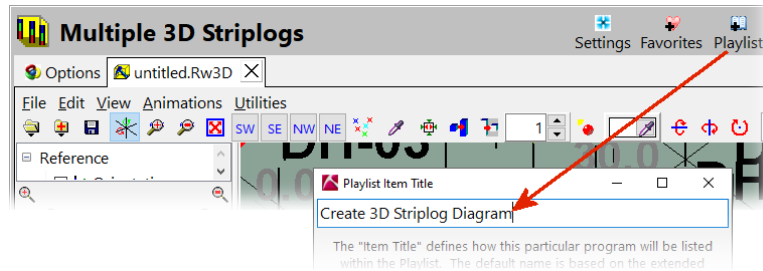 Multiple 3D Striplogs
Settings Favorites Playlist
Options untitled.Rw3D
File Edit View Animations Utilities
SW SE NW NE 1
Reference
DH-03
Playlist Item Title
Create 3D Striplog Diagram
The "Item Title" defines how this particular program will be listed
within the Playlist. The default name is based on the extended